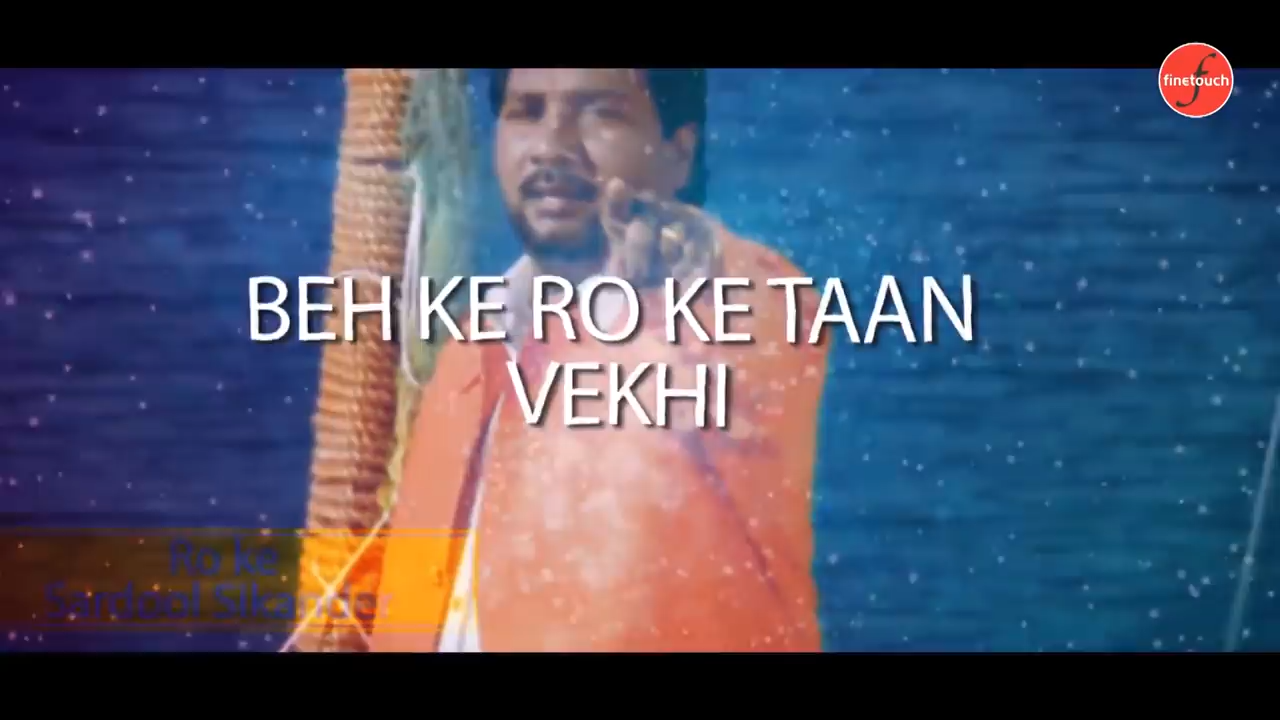 finetouch
BEH KE RO KE TAAN
VEKHI
Ro ke
Sardool Sikander